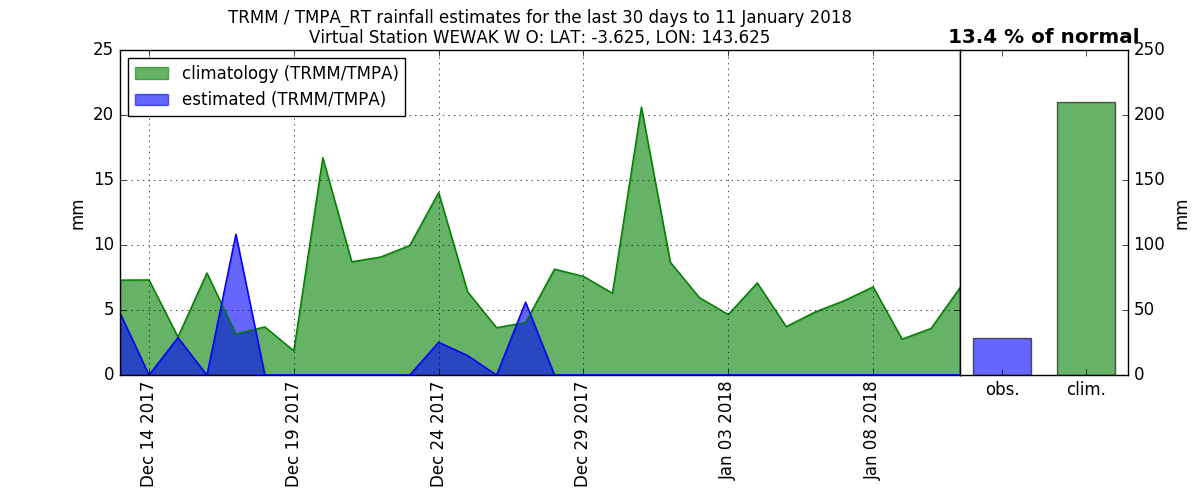 TRMM / TMPA_RT rainfall estimates for the last 30 days to 11 January 2018
Virtual Station WEWAK W O: LAT: -3.625, LON: 143.625
13.4 % of normal
climatology (TRMM/TMPA)
estimated (TRMM/TMPA)
mm
25
20
15
10
5
0
Dec 14 2017
Dec 19 2017
Dec 24 2017
Dec 29 2017
Jan 03 2018
Jan 08 2018
obs.
clim.
250
200
150
100
50
0
mm